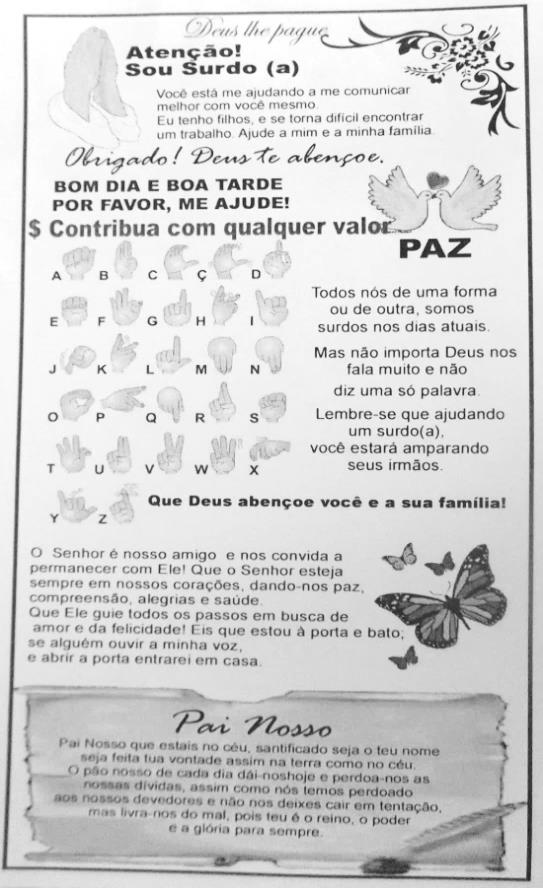 Deus lhe pague
Atenção!
Sou Surdo (a)
Você está me ajudando a me comunicar
melhor com você mesmo.
Eu tenho filhos, e se torna difícil encontrar
um trabalho. Ajude a mim e a minha família.
Obrigado! Deus te abençoe.
BOM DIA E BOA TARDE
POR FAVOR, ME AJUDE!
$ Contribua com qualquer valor
PAZ
A B C Ç D
E F G H I
J K L M N
O P Q R S
T U V W X
Y Z
Todos nós de uma forma
ou de outra, somos
surdos nos dias atuais.
Mas não importa Deus nos
fala muito e não
diz uma só palavra.
Lembre-se que ajudando
um surdo(a),
você estará amparando
seus irmãos.
Que Deus abençoe você e a sua família!
O Senhor é nosso amigo e nos convida a
permanecer com Ele! Que o Senhor esteja
sempre em nossos corações, dando-nos paz,
compreensão, alegrias e saúde.
Que Ele guie todos os passos em busca de
amor e da felicidade! Eis que estou à porta e bato;
se alguém ouvir a minha voz,
e abrir a porta entrarei em casa.
Pai Nosso
Pai Nosso que estais no céu, santificado seja o teu nome
seja feita tua vontade assim na terra como no céu.
O pão nosso de cada dia dái-noshoje e perdoa-nos as
nossas dívidas, assim como nós temos perdoado
aos nossos devedores e não nos deixes cair em tentação,
mas livra-nos do mal, pois teu é o reino, o poder
e a glória para sempre.